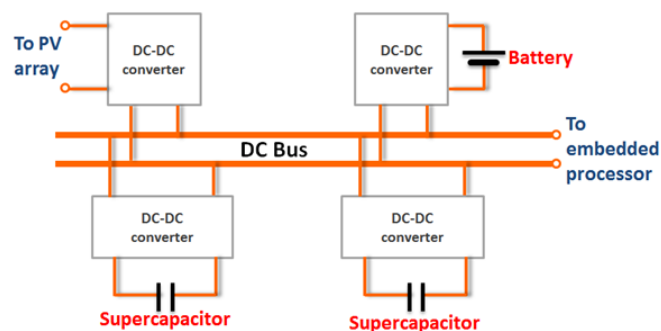 To PV
array
DC-DC
converter
DC-DC
converter
Battery
DC Bus
To
embedded
processor
DC-DC
converter
DC-DC
converter
Supercapacitor
Supercapacitor